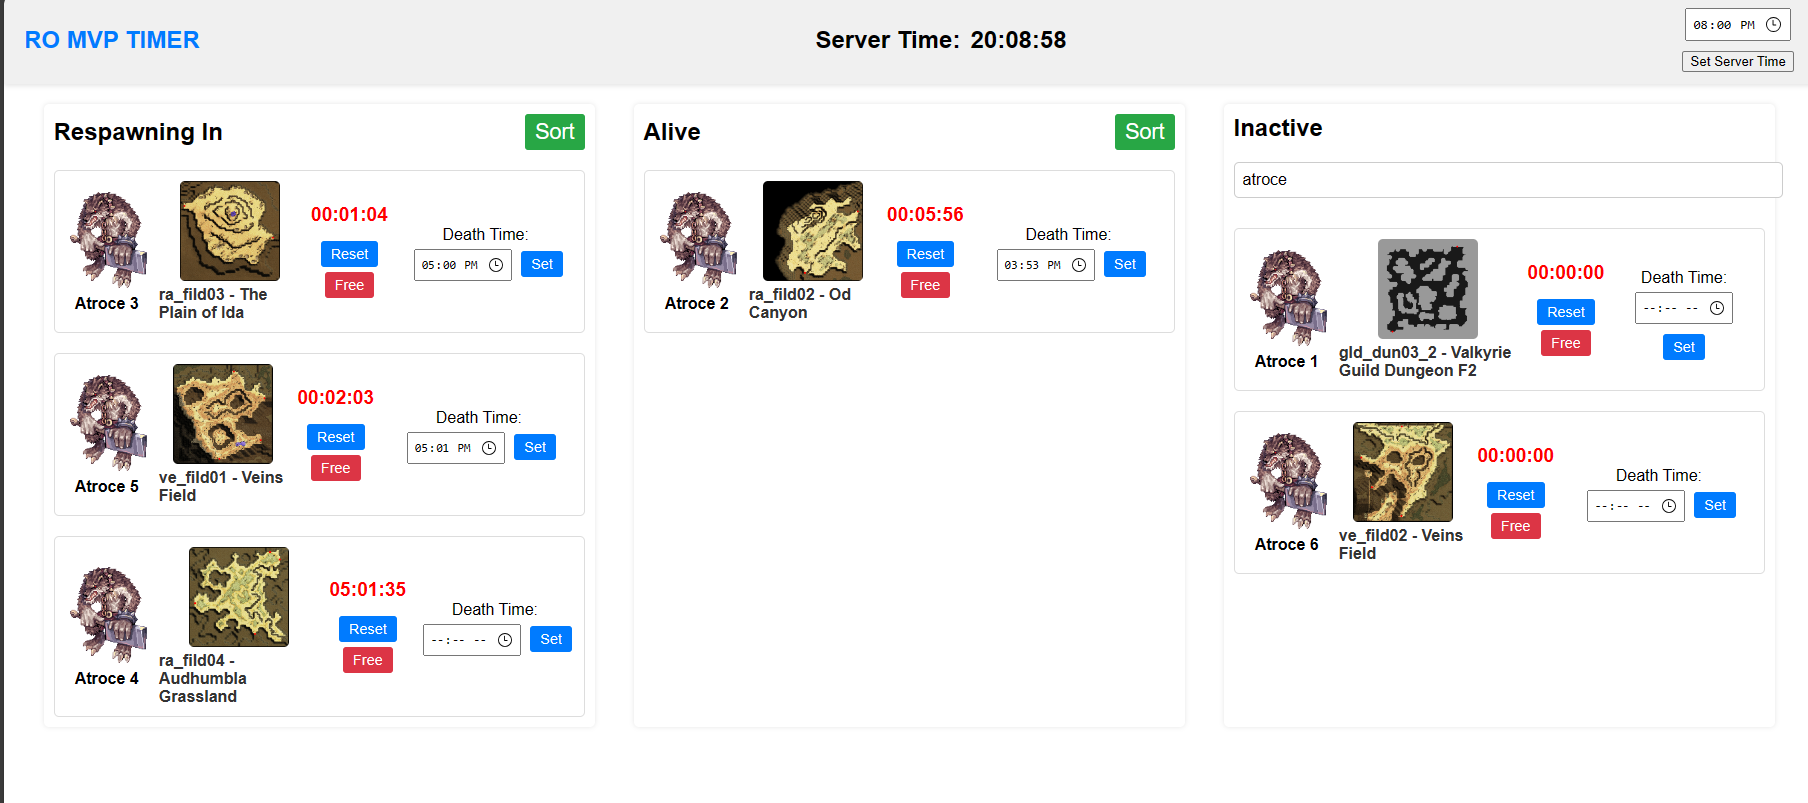 RO MVP TIMER
Server Time: 20:08:58
08:00 PM
Set Server Time
Respawning In
Sort
Atroce 3
ra_fild03 - The
Plain of Ida
00:01:04
Reset
Free
Death Time:
05:00 PM
Set
Atroce 5
ve_fild01 - Veins
Field
00:02:03
Reset
Free
Death Time:
05:01 PM
Set
Atroce 4
ra_fild04 -
Audhumbla
Grassland
05:01:35
Reset
Free
Death Time:
--:-- --
Set
Alive
Sort
Atroce 2
ra_fild02 - Od
Canyon
00:05:56
Reset
Free
Death Time:
03:53 PM
Set
Inactive
atroce
Atroce 1
gld_dun03_2 - Valkyrie
Guild Dungeon F2
00:00:00
Reset
Free
Death Time:
--:-- --
Set
Atroce 6
ve_fild02 - Veins
Field
00:00:00
Reset
Free
Death Time:
--:-- --
Set